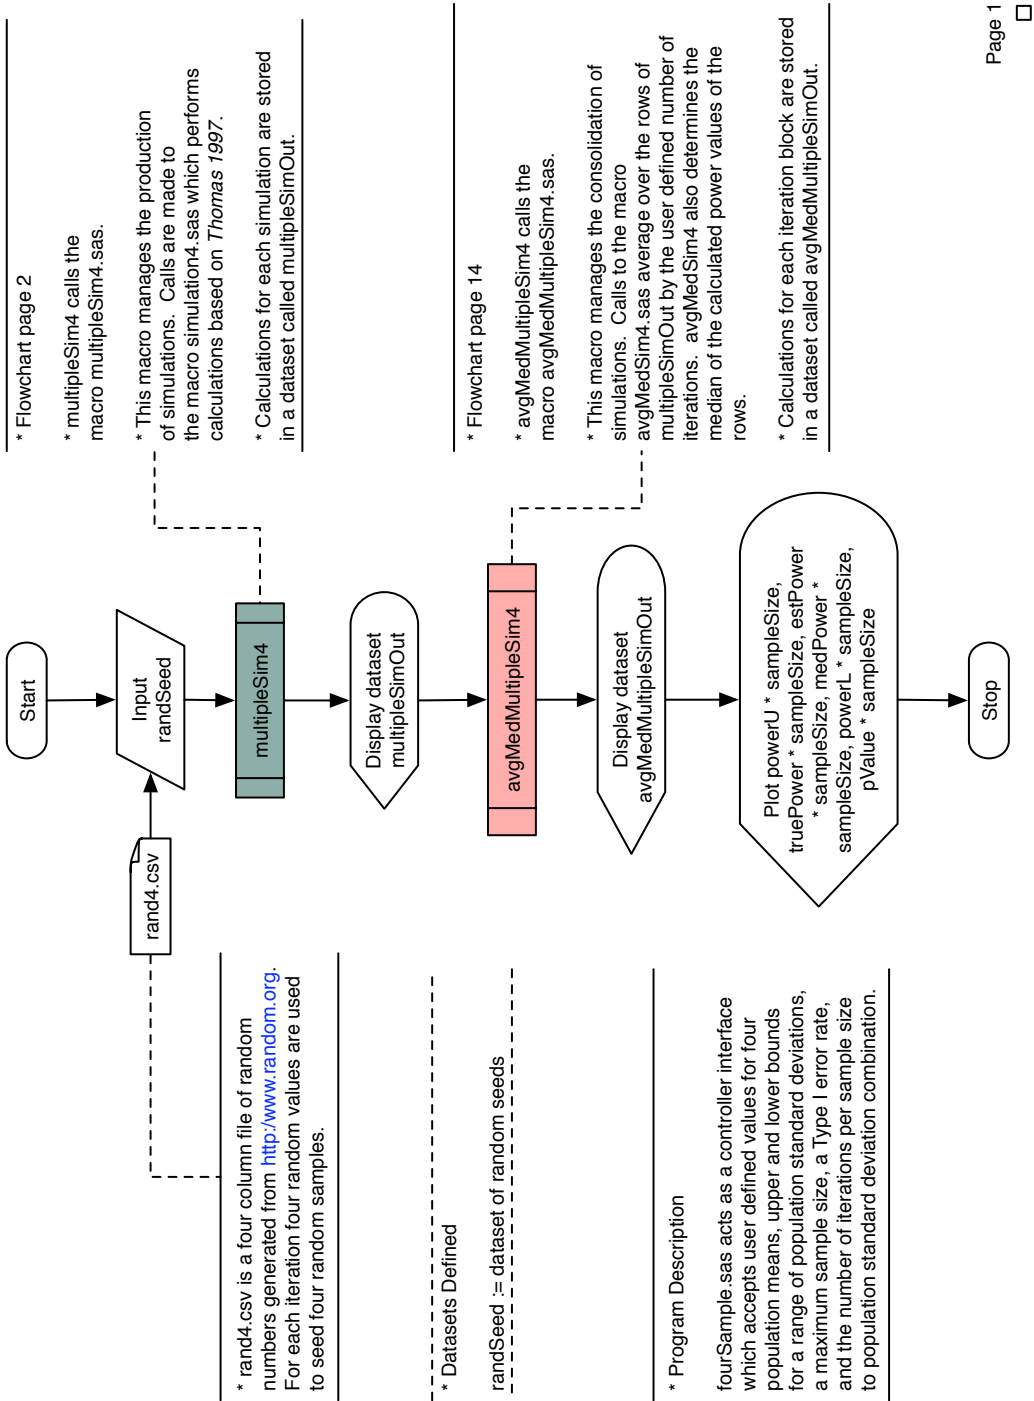 Start
Input
randSeed
rand4.csv
multipleSim4
Display dataset
multipleSimOut
avgMedMultipleSim4
Display dataset
avgMedMultipleSimOut
Plot powerU * sampleSize,
truePower * sampleSize, estPower
* sampleSize, medPower *
sampleSize, powerL * sampleSize,
pValue * sampleSize
Stop
* rand4.csv is a four column file of random
numbers generated from http:/www.random.org.
For each iteration four random values are used
to seed four random samples.
* Datasets Defined
randSeed := dataset of random seeds
* Program Description
fourSample.sas acts as a controller interface
which accepts user defined values for four
population means, upper and lower bounds
for a range of population standard deviations,
a maximum sample size, a Type I error rate,
and the number of iterations per sample size
to population standard deviation combination.
* Flowchart page 2
* multipleSim4 calls the
macro multipleSim4.sas.
* This macro manages the production
of simulations. Calls are made to
the macro simulation4.sas which performs
calculations based on Thomas 1997.
* Calculations for each simulation are stored
in a dataset called multipleSimOut.
* Flowchart page 14
* avgMedMultipleSim4 calls the
macro avgMedMultipleSim4.sas.
* This macro manages the consolidation of
simulations. Calls to the macro
avgMedSim4.sas average over the rows of
multipleSimOut by the user defined number of
iterations. avgMedSim4 also determines the
median of the calculated power values of the
rows.
* Calculations for each iteration block are stored
in a dataset called avgMedMultipleSimOut.
Page 1